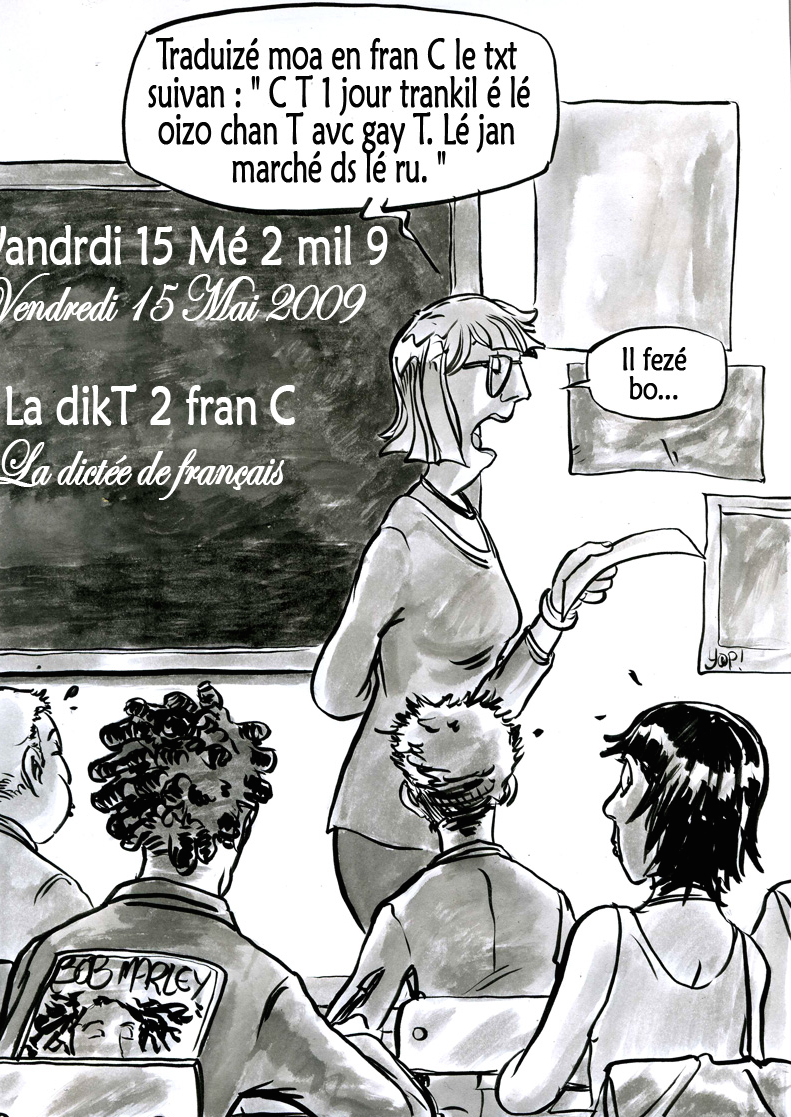 Traduizé moa en fran C le txt
suivan : " C T 1 jour trankil é lé
oizo chan T avc gay T. Lé jan
marché ds lé ru. "
Vandrdi 15 Mé 2 mil 9
Vendredi 15 Mai 2009
Il fezé
bo...
La dikT 2 fran C
La dictée de français
y@p!
BOB MARLEY